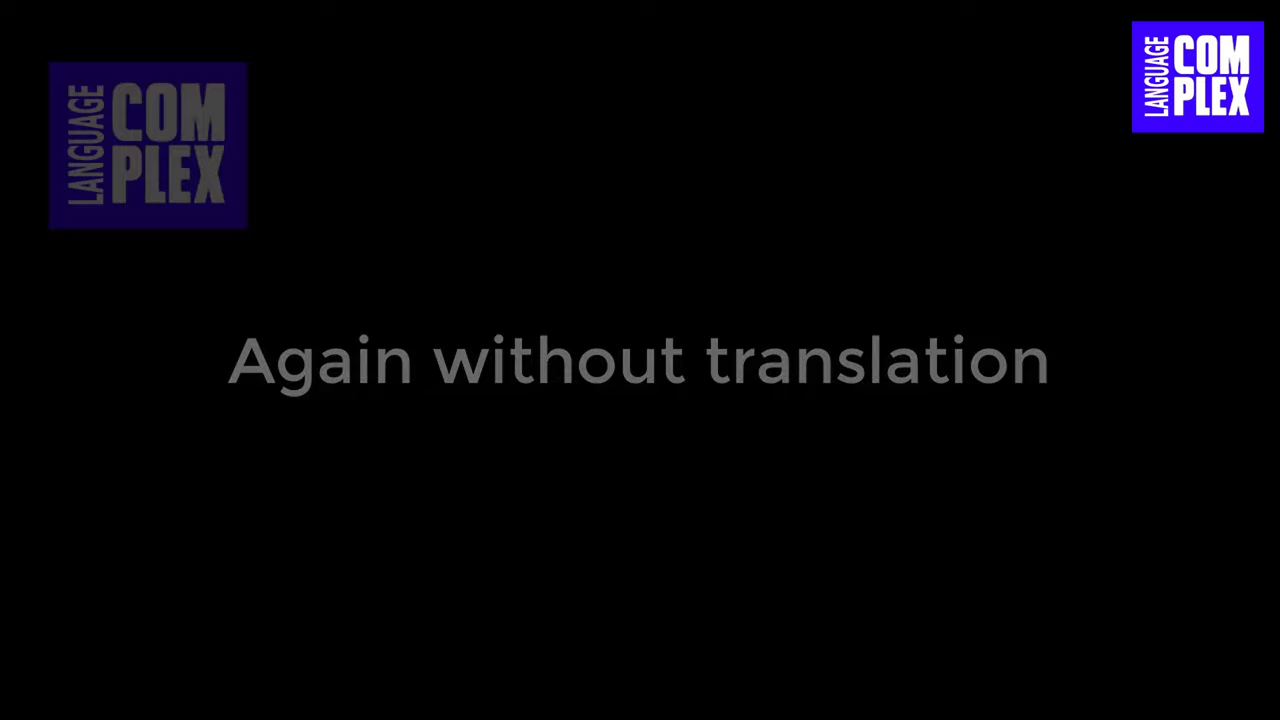 LANGUAGE
COM
PLEX
LANGUAGE
COM
PLEX
Again without translation